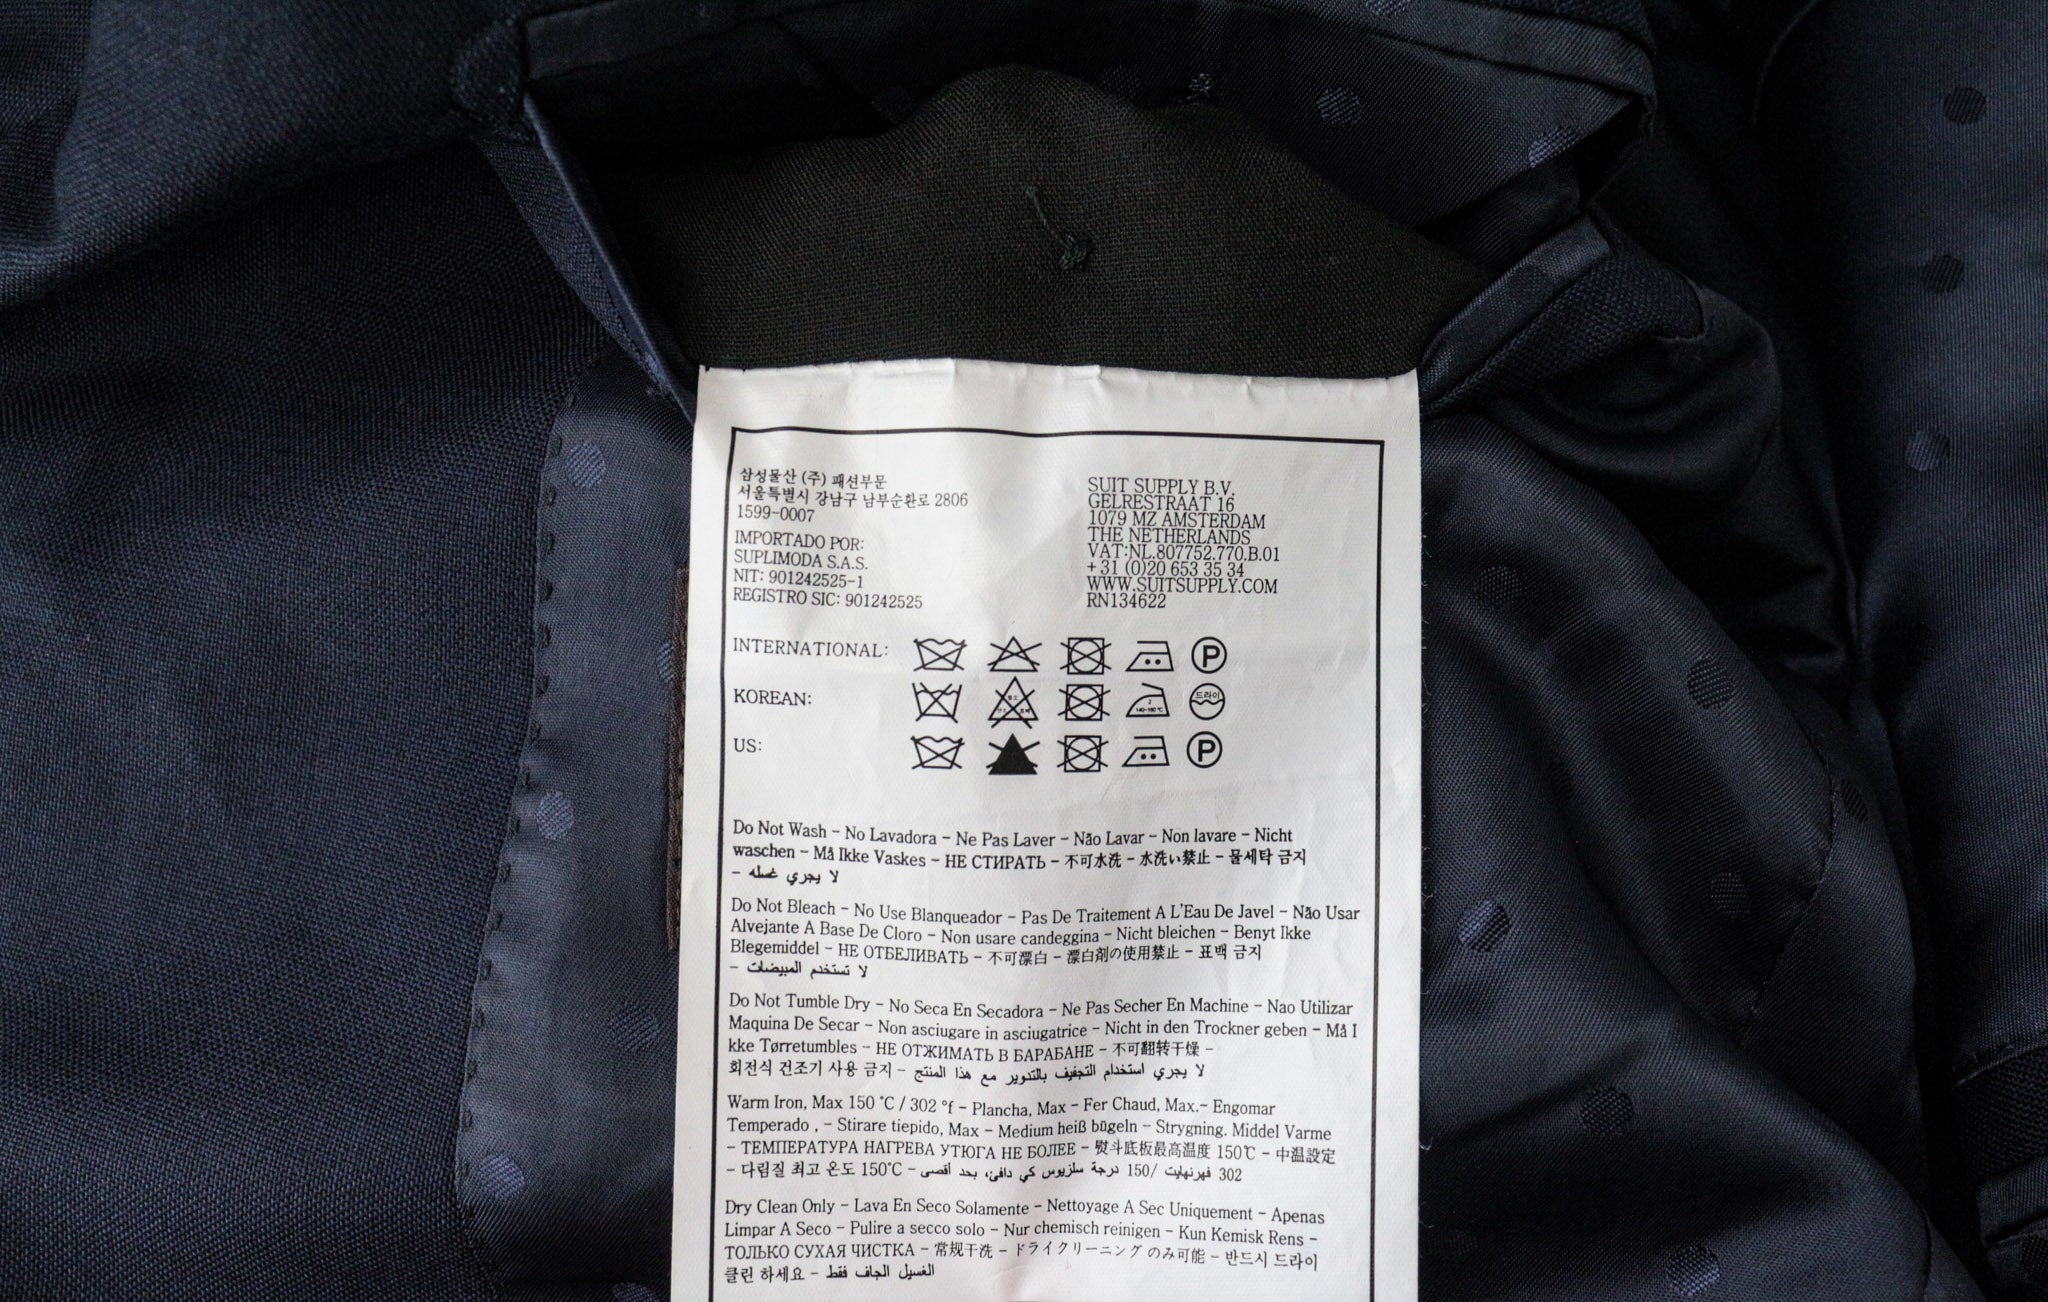 삼성물산 (주) 패션부문
서울특별시 강남구 남부순환로 2806
1599-0007
IMPORTADO POR:
SUPLIMODA S.A.S.
NIT: 901242525-1
REGISTRO SIC: 901242525
SUIT SUPPLY B.V.
GELRESTRAAT 16
1079 MZ AMSTERDAM
THE NETHERLANDS
VAT:NL.807752.770.B.01
+31 (0)20 653 35 34
WWW.SUITSUPPLY.COM
RN134622
INTERNATIONAL:
P
KOREAN:
2
140~160℃
드라이
US:
P
Do Not Wash - No Lavadora - Ne Pas Laver - Não Lavar - Non lavare - Nicht
waschen - Må Ikke Vaskes - НЕ СТИРАТЬ - 不可水洗 - 水洗い禁止 - 물세탁 금지
- لا يجري غسله
Do Not Bleach - No Use Blanqueador - Pas De Traitement A L'Eau De Javel - Não Usar
Alvejante A Base De Cloro - Non usare candeggina - Nicht bleichen - Benyt Ikke
Blegemiddel - НЕ ОТБЕЛИВАТЬ - 不可漂白 - 漂白剤の使用禁止 - 표백 금지
- لا تستخدم المبيضات
Do Not Tumble Dry - No Seca En Secadora - Ne Pas Secher En Machine - Nao Utilizar
Maquina De Secar - Non asciugare in asciugatrice - Nicht in den Trockner geben - Må I
kke Tørretumbles - НЕ ОТЖИМАТЬ В БАРАБАНЕ - 不可翻转干燥 -
회전식 건조기 사용 금지 - لا يجري استخدام التجفيف بالتدوير مع هذا المنتج
Warm Iron, Max 150 °C / 302 °f - Plancha, Max - Fer Chaud, Max.- Engomar
Temperado , - Stirare tiepido, Max - Medium heiß bügeln - Strygning. Middel Varme
- ТЕМПЕРАТУРА НАГРЕВА УТЮГА НЕ БОЛЕЕ - 熨斗底板最高温度 150℃ - 中温設定
- 다림질 최고 온도 150°C - كي دافئ، بحد أقصى 150 درجة سلزيوس/ 302 فهرنهايت
Dry Clean Only - Lava En Seco Solamente - Nettoyage A Sec Uniquement - Apenas
Limpar A Seco - Pulire a secco solo - Nur chemisch reinigen - Kun Kemisk Rens -
ТОЛЬКО СУХАЯ ЧИСТКА - 常规干洗 - ドライクリーニング のみ可能 - 반드시 드라이
클린 하세요 - الغسيل الجاف فقط